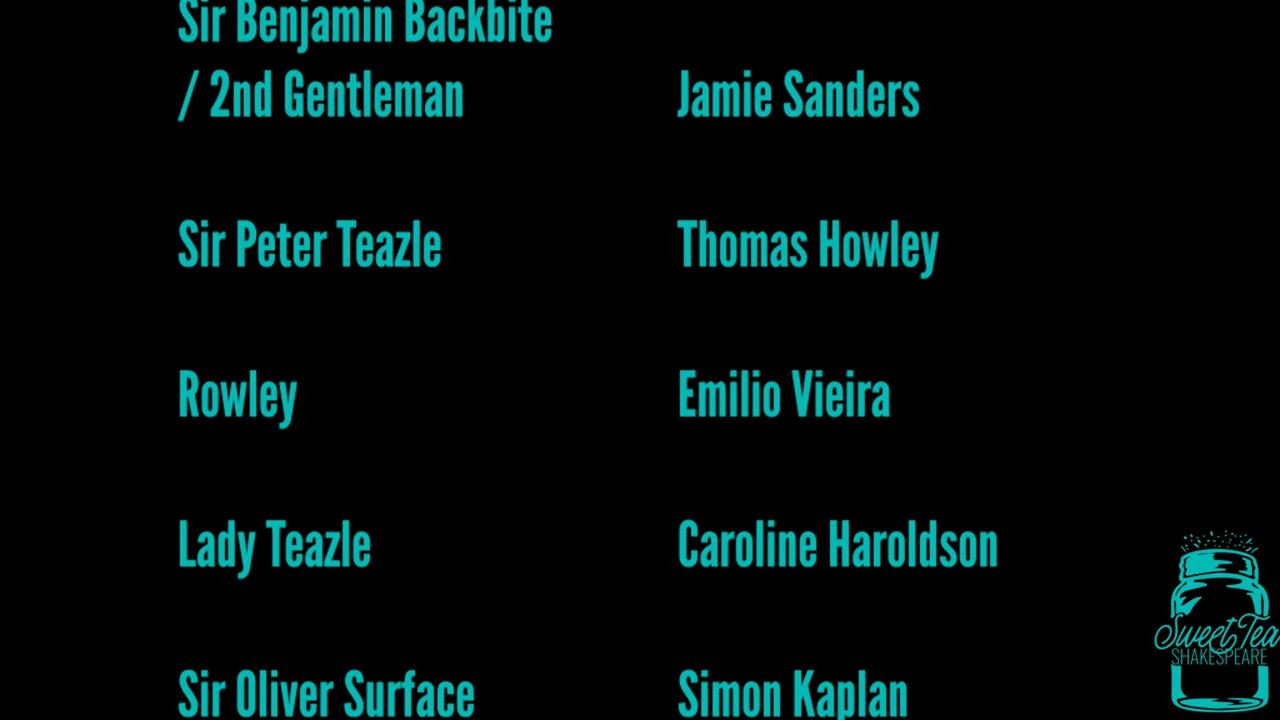 Sir Benjamin Backbite
/ 2nd Gentleman Jamie Sanders
Sir Peter Teazle Thomas Howley
Rowley Emilio Vieira
Lady Teazle Caroline Haroldson
Sir Oliver Surface Simon Kaplan
Sweet Tea
SHAKESPEARE